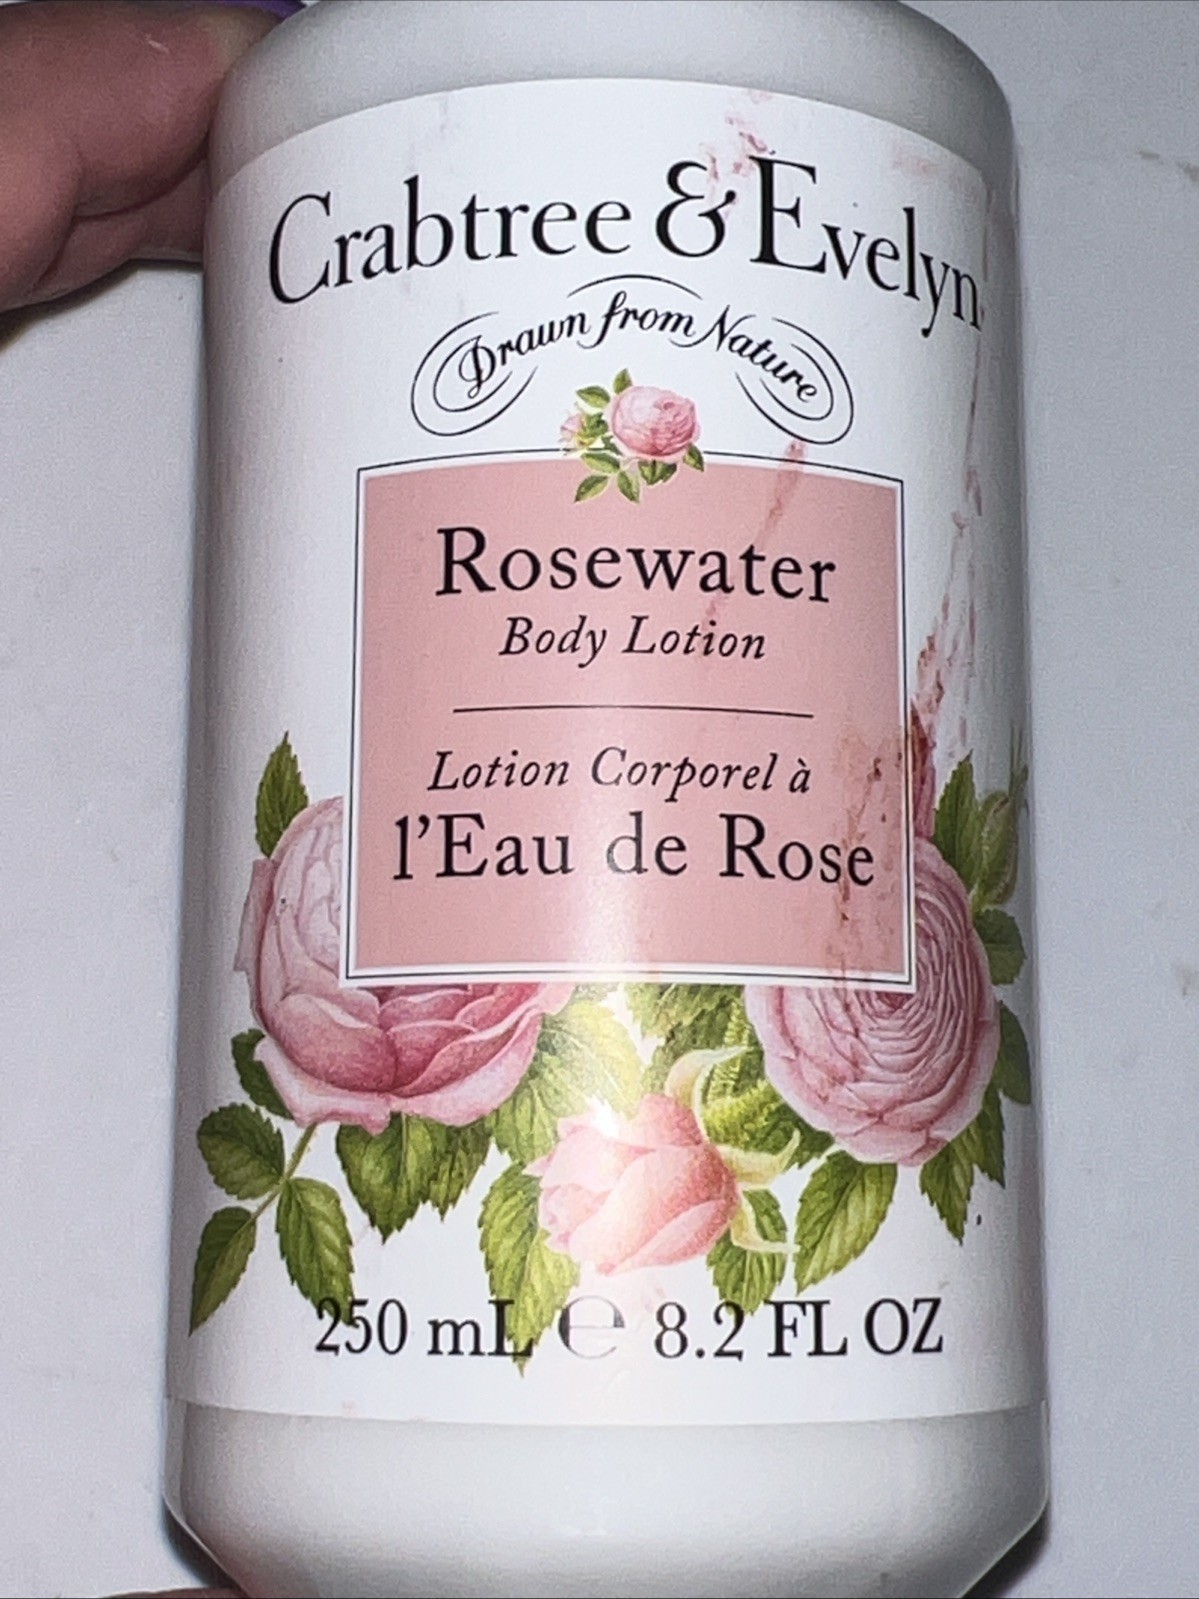 Crabtree & Evelyn
Drawn from Nature
Rosewater
Body Lotion
Lotion Corporel à
l'Eau de Rose
250 mL ℮ 8.2 FL OZ